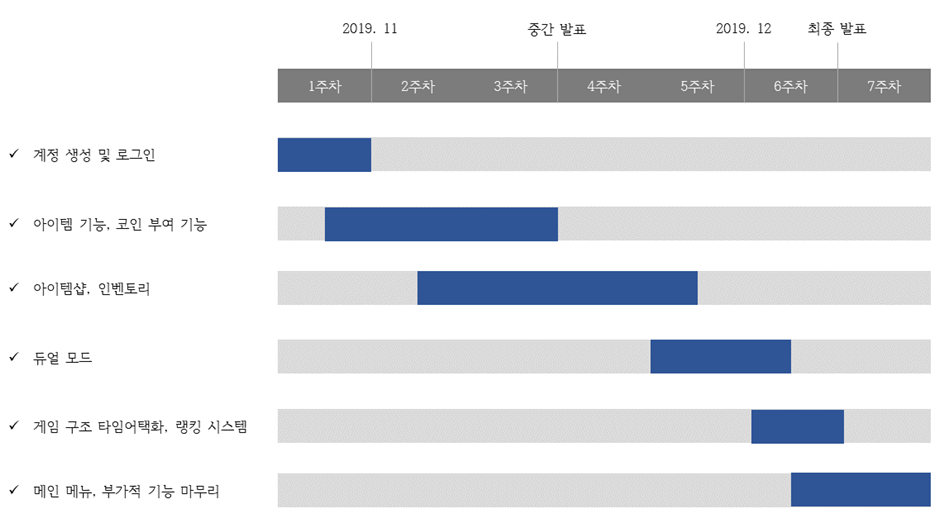 2019. 11 중간 발표 2019. 12 최종 발표
1주차 2주차 3주차 4주차 5주차 6주차 7주차
✓ 계정 생성 및 로그인
✓ 아이템 기능, 코인 부여 기능
✓ 아이템샵, 인벤토리
✓ 듀얼 모드
✓ 게임 구조 타임어택화, 랭킹 시스템
✓ 메인 메뉴, 부가적 기능 마무리